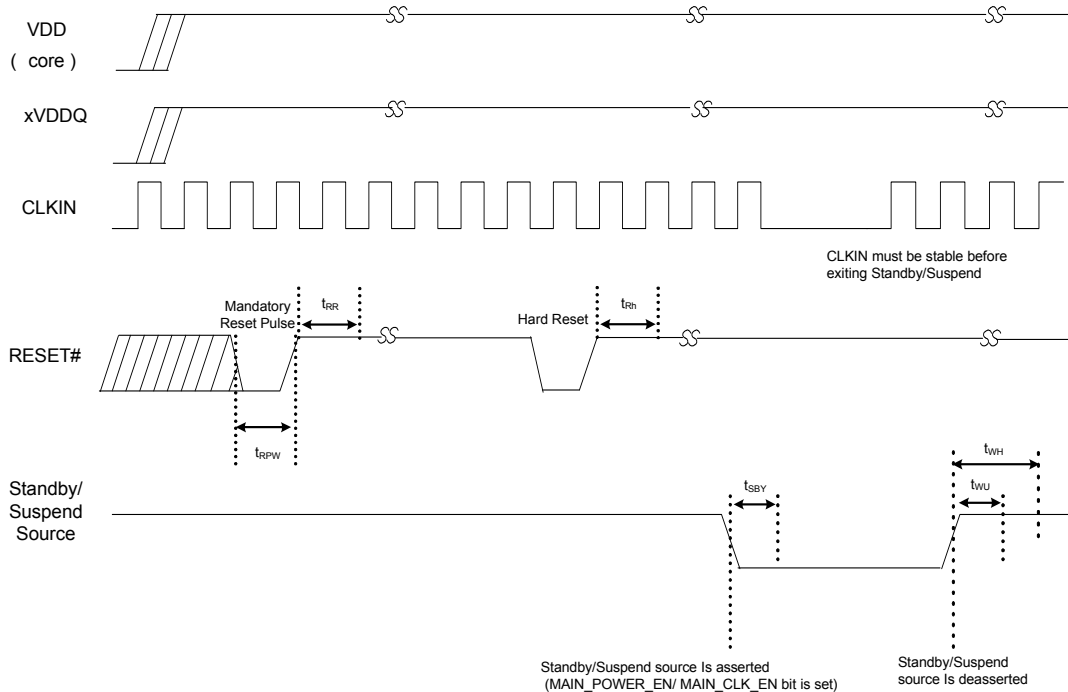 VDD
( core )
xVDDQ
CLKIN
CLKIN must be stable before
exiting Standby/Suspend
Mandatory
Reset Pulse
tRR
Hard Reset
tRh
RESET#
tRPW
Standby/
Suspend
Source
tSBY
tWH
tWU
Standby/Suspend source Is asserted
(MAIN_POWER_EN/ MAIN_CLK_EN bit is set)
Standby/Suspend
source Is deasserted